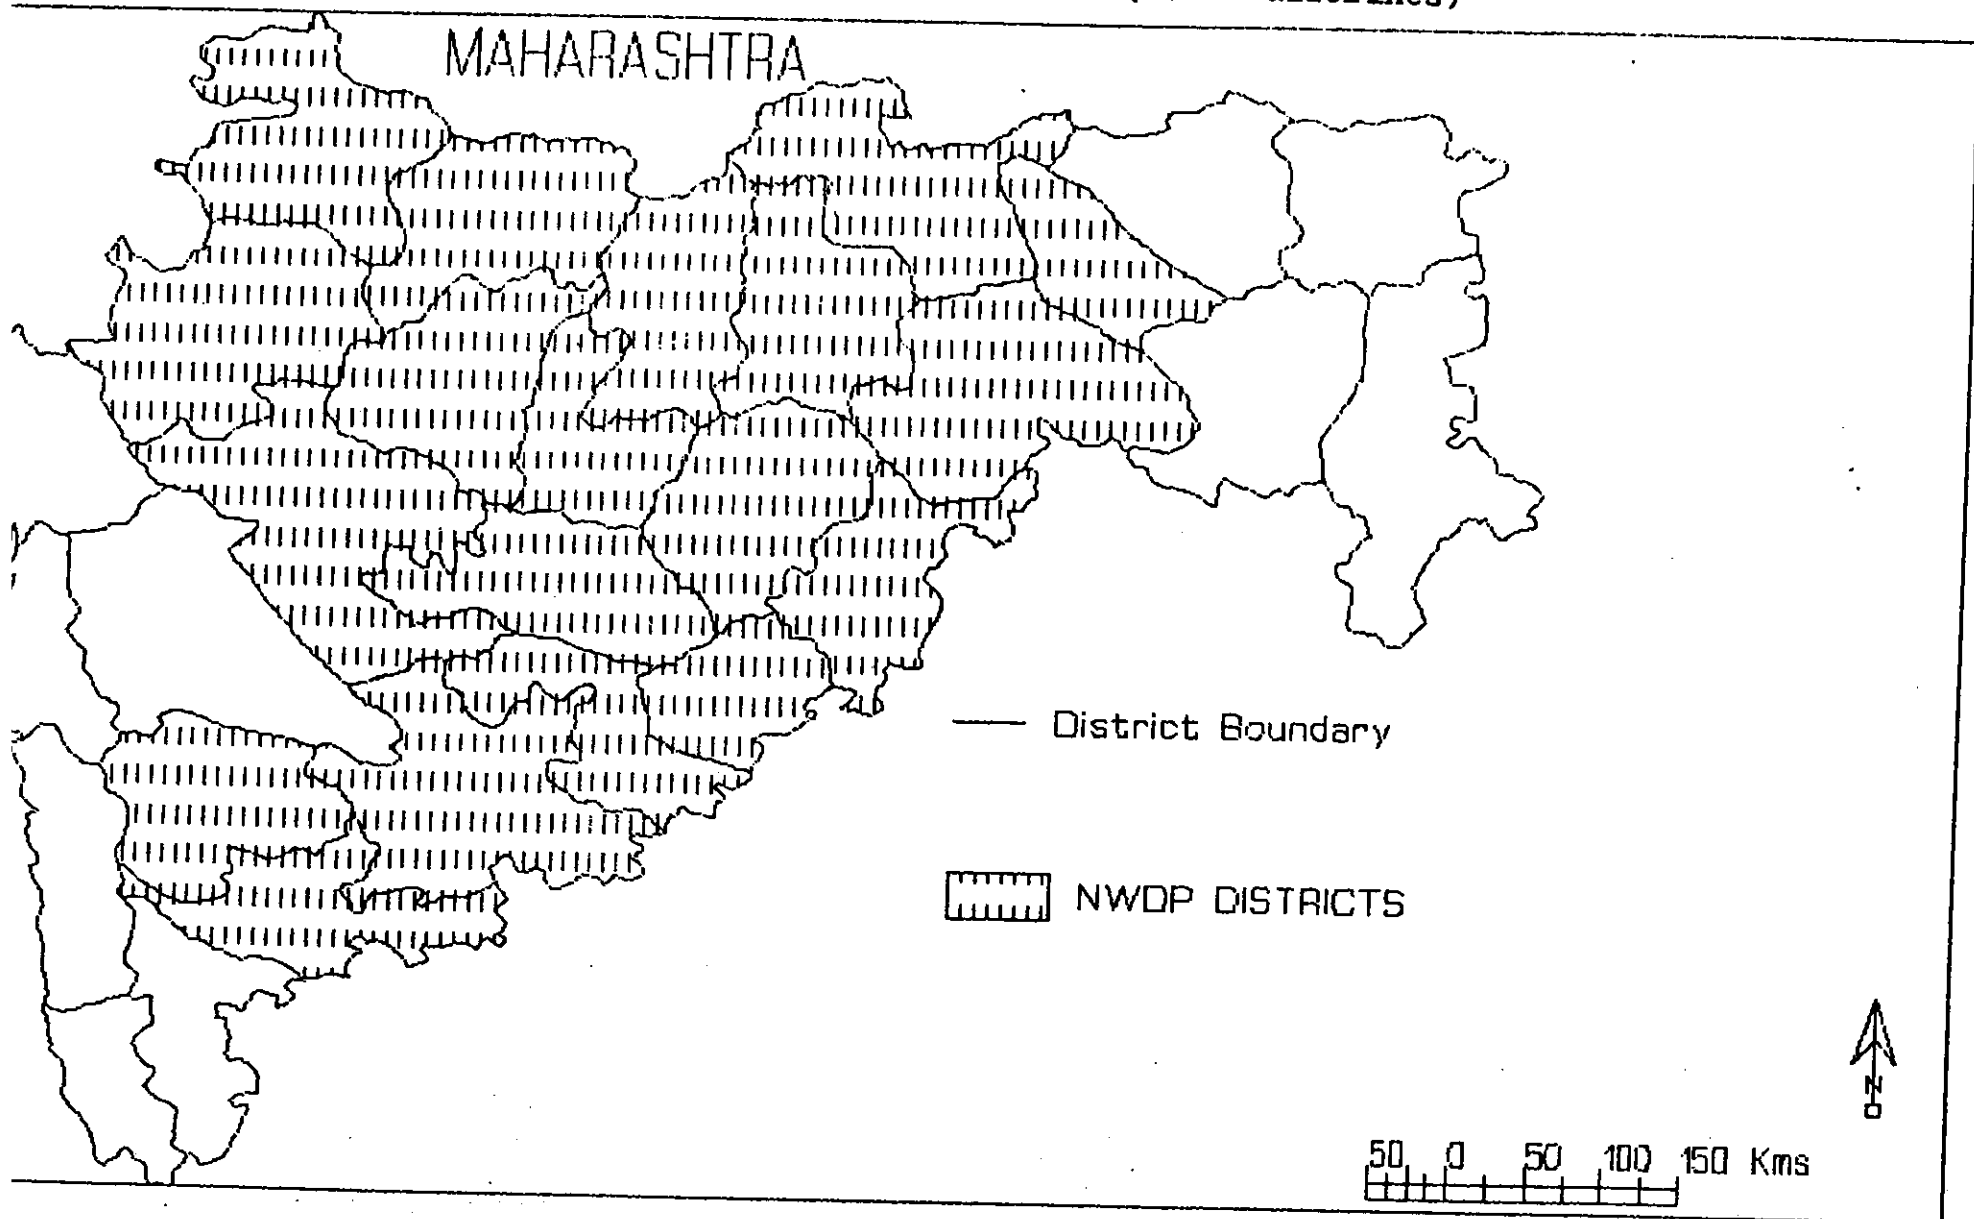 MAHARASHTRA
District Boundary
NWDP DISTRICTS
N
50 0 50 100 150 Kms